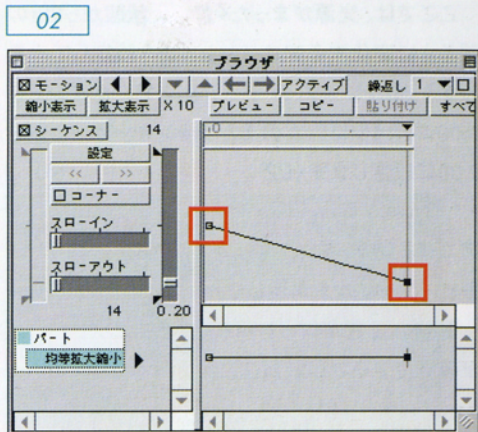 02
ブラウザ
モーション アクティブ 繰返し 1
縮小表示 拡大表示 X 10 プレビュー コピー 貼り付け すべて
シーケンス 14 0
設定
<< >>
コーナー
スローイン
スローアウト
14 0.20
パート
均等拡大縮小